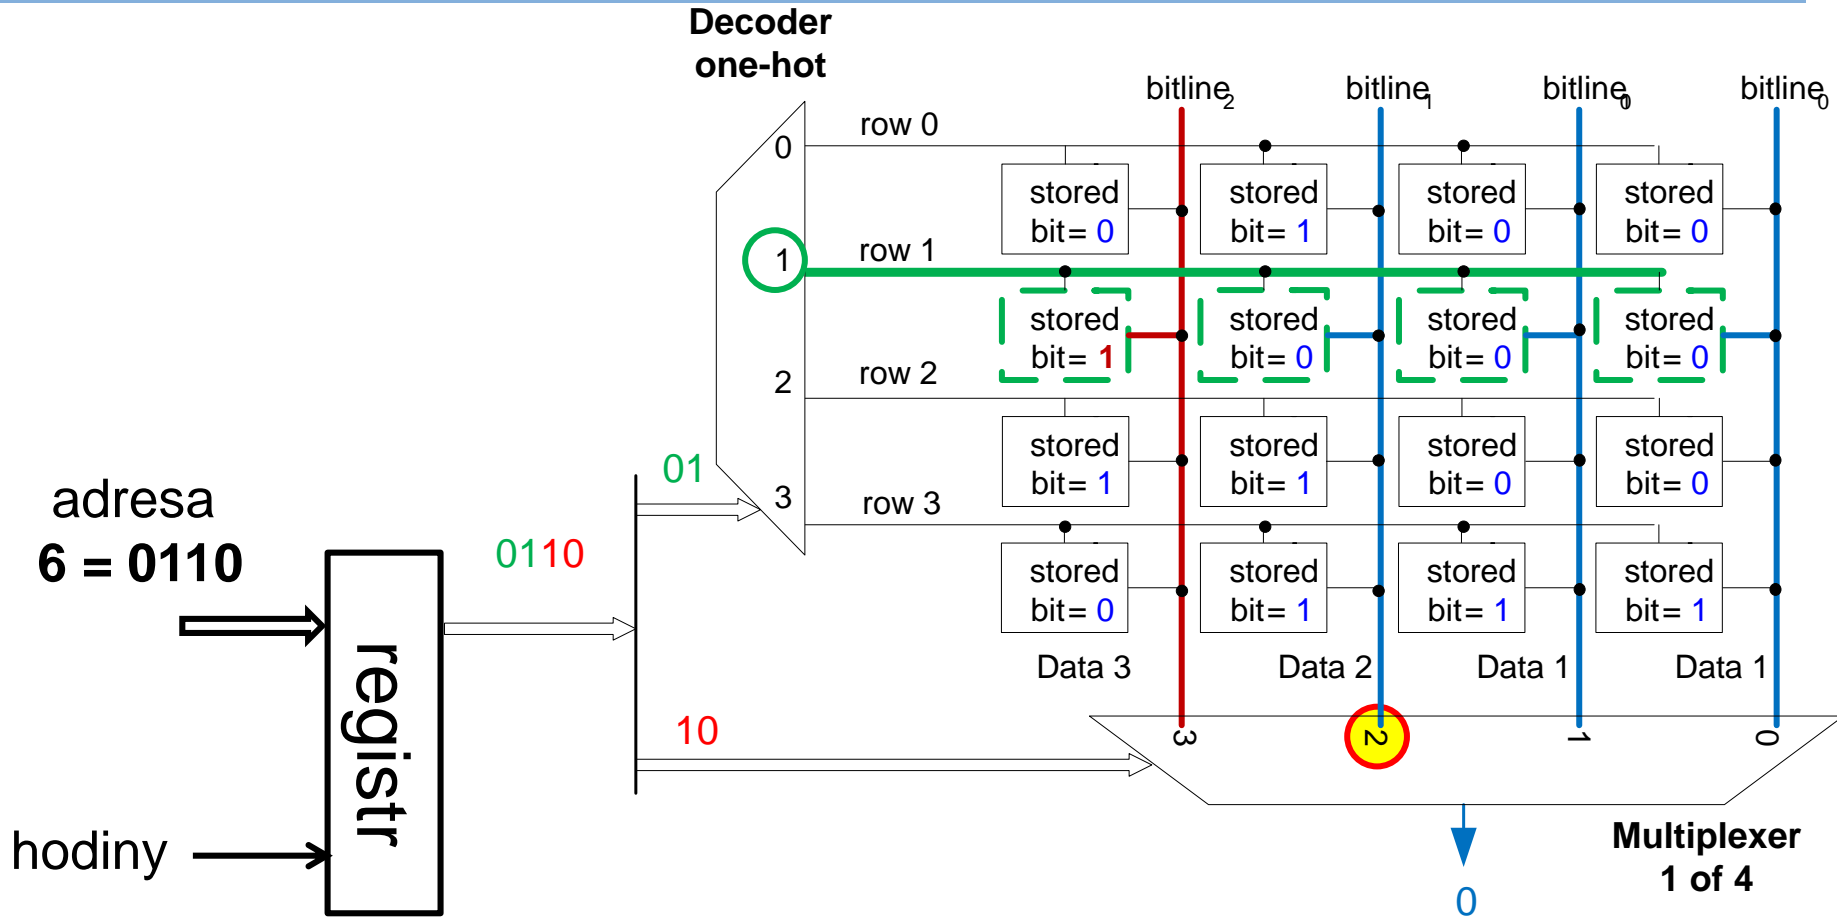 Decoder
one-hot
bitline2 bitline1 bitline0 bitline0
0 row 0
stored stored stored stored
bit= 0 bit= 1 bit= 0 bit= 0
1 row 1
stored stored stored stored
bit= 1 bit= 0 bit= 0 bit= 0
2 row 2
stored stored stored stored
bit= 1 bit= 1 bit= 0 bit= 0
01
3 row 3
adresa
6 = 0110
0110
stored stored stored stored
bit= 0 bit= 1 bit= 1 bit= 1
Data 3 Data 2 Data 1 Data 1
registr
10
3 2 1 0
hodiny
Multiplexer
1 of 4
0